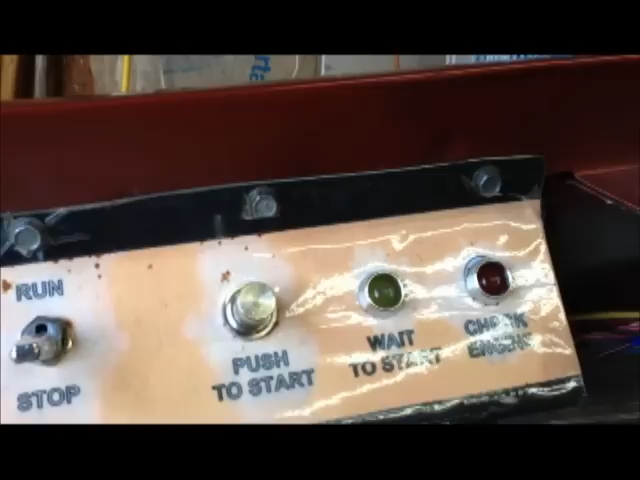 RUN
STOP
PUSH
TO START
WAIT
TO START
CHECK
ENGINE